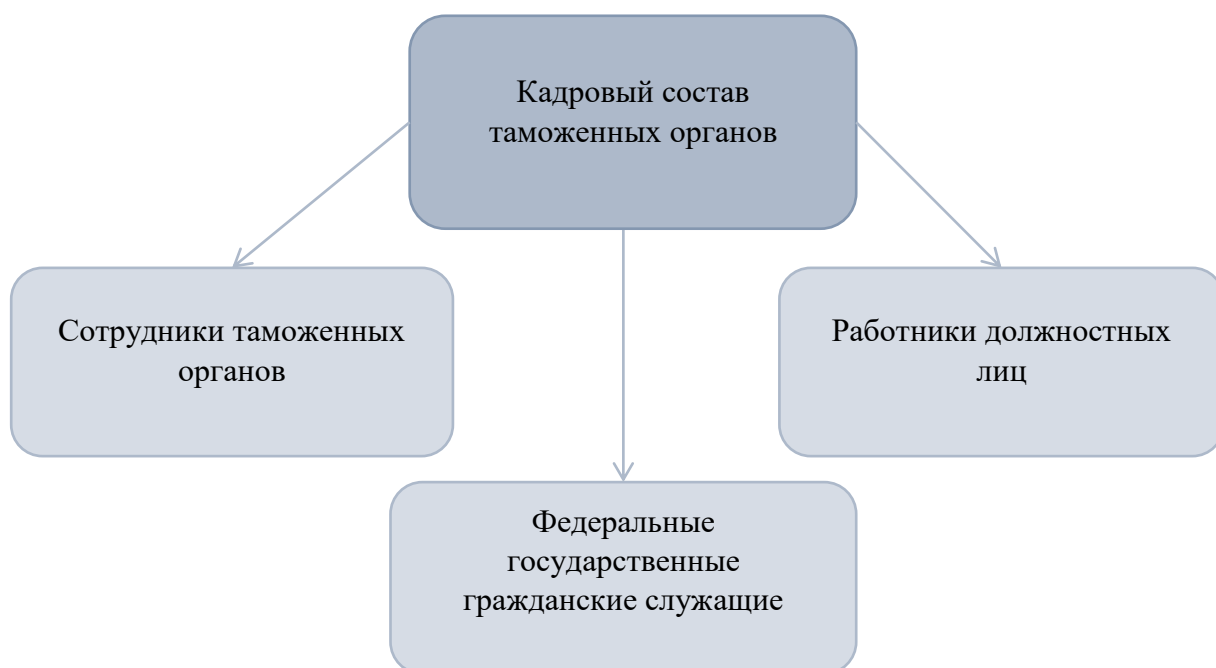 Кадровый состав
таможенных органов
Сотрудники таможенных
органов
Работники должностных
лиц
Федеральные
государственные
гражданские служащие